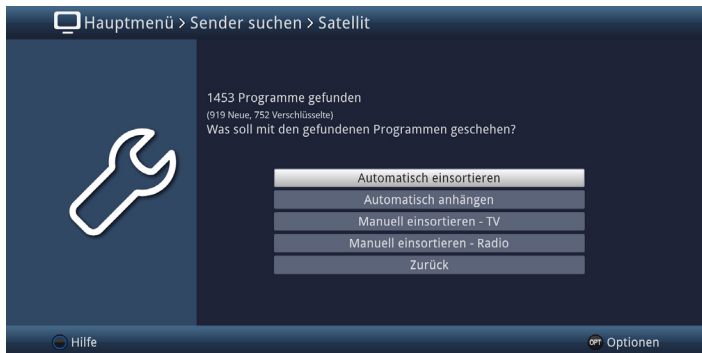 Hauptmenü > Sender suchen > Satellit
1453 Programme gefunden
(919 Neue, 752 Verschlüsselte)
Was soll mit den gefundenen Programmen geschehen?
Automatisch einsortieren
Automatisch anhängen
Manuell einsortieren - TV
Manuell einsortieren - Radio
Zurück
Hilfe
OPT Optionen